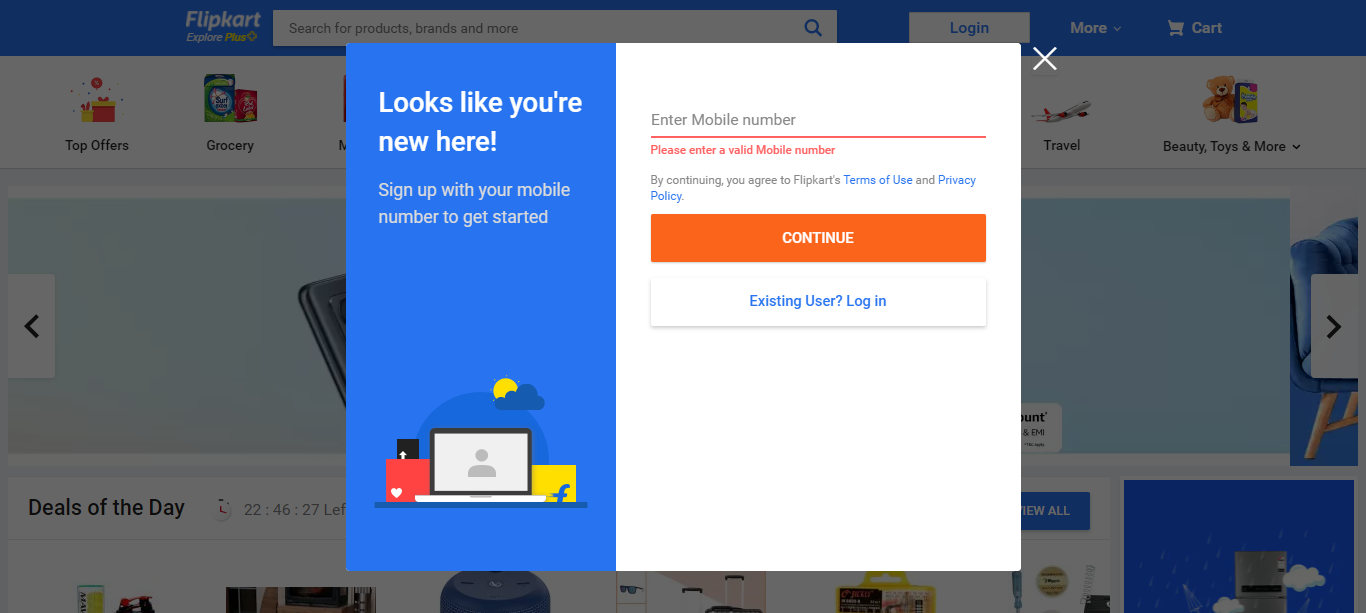 Flipkart
Explore Plus
Search for products, brands and more
Login
More
Cart
Top Offers
Grocery
M
Travel
Beauty, Toys & More
Looks like you're
new here!
Sign up with your mobile
number to get started
Enter Mobile number
Please enter a valid Mobile number
By continuing, you agree to Flipkart's Terms of Use and Privacy
Policy.
CONTINUE
Existing User? Log in
& EMI
Deals of the Day
22 : 46 : 27 Lef
VIEW ALL